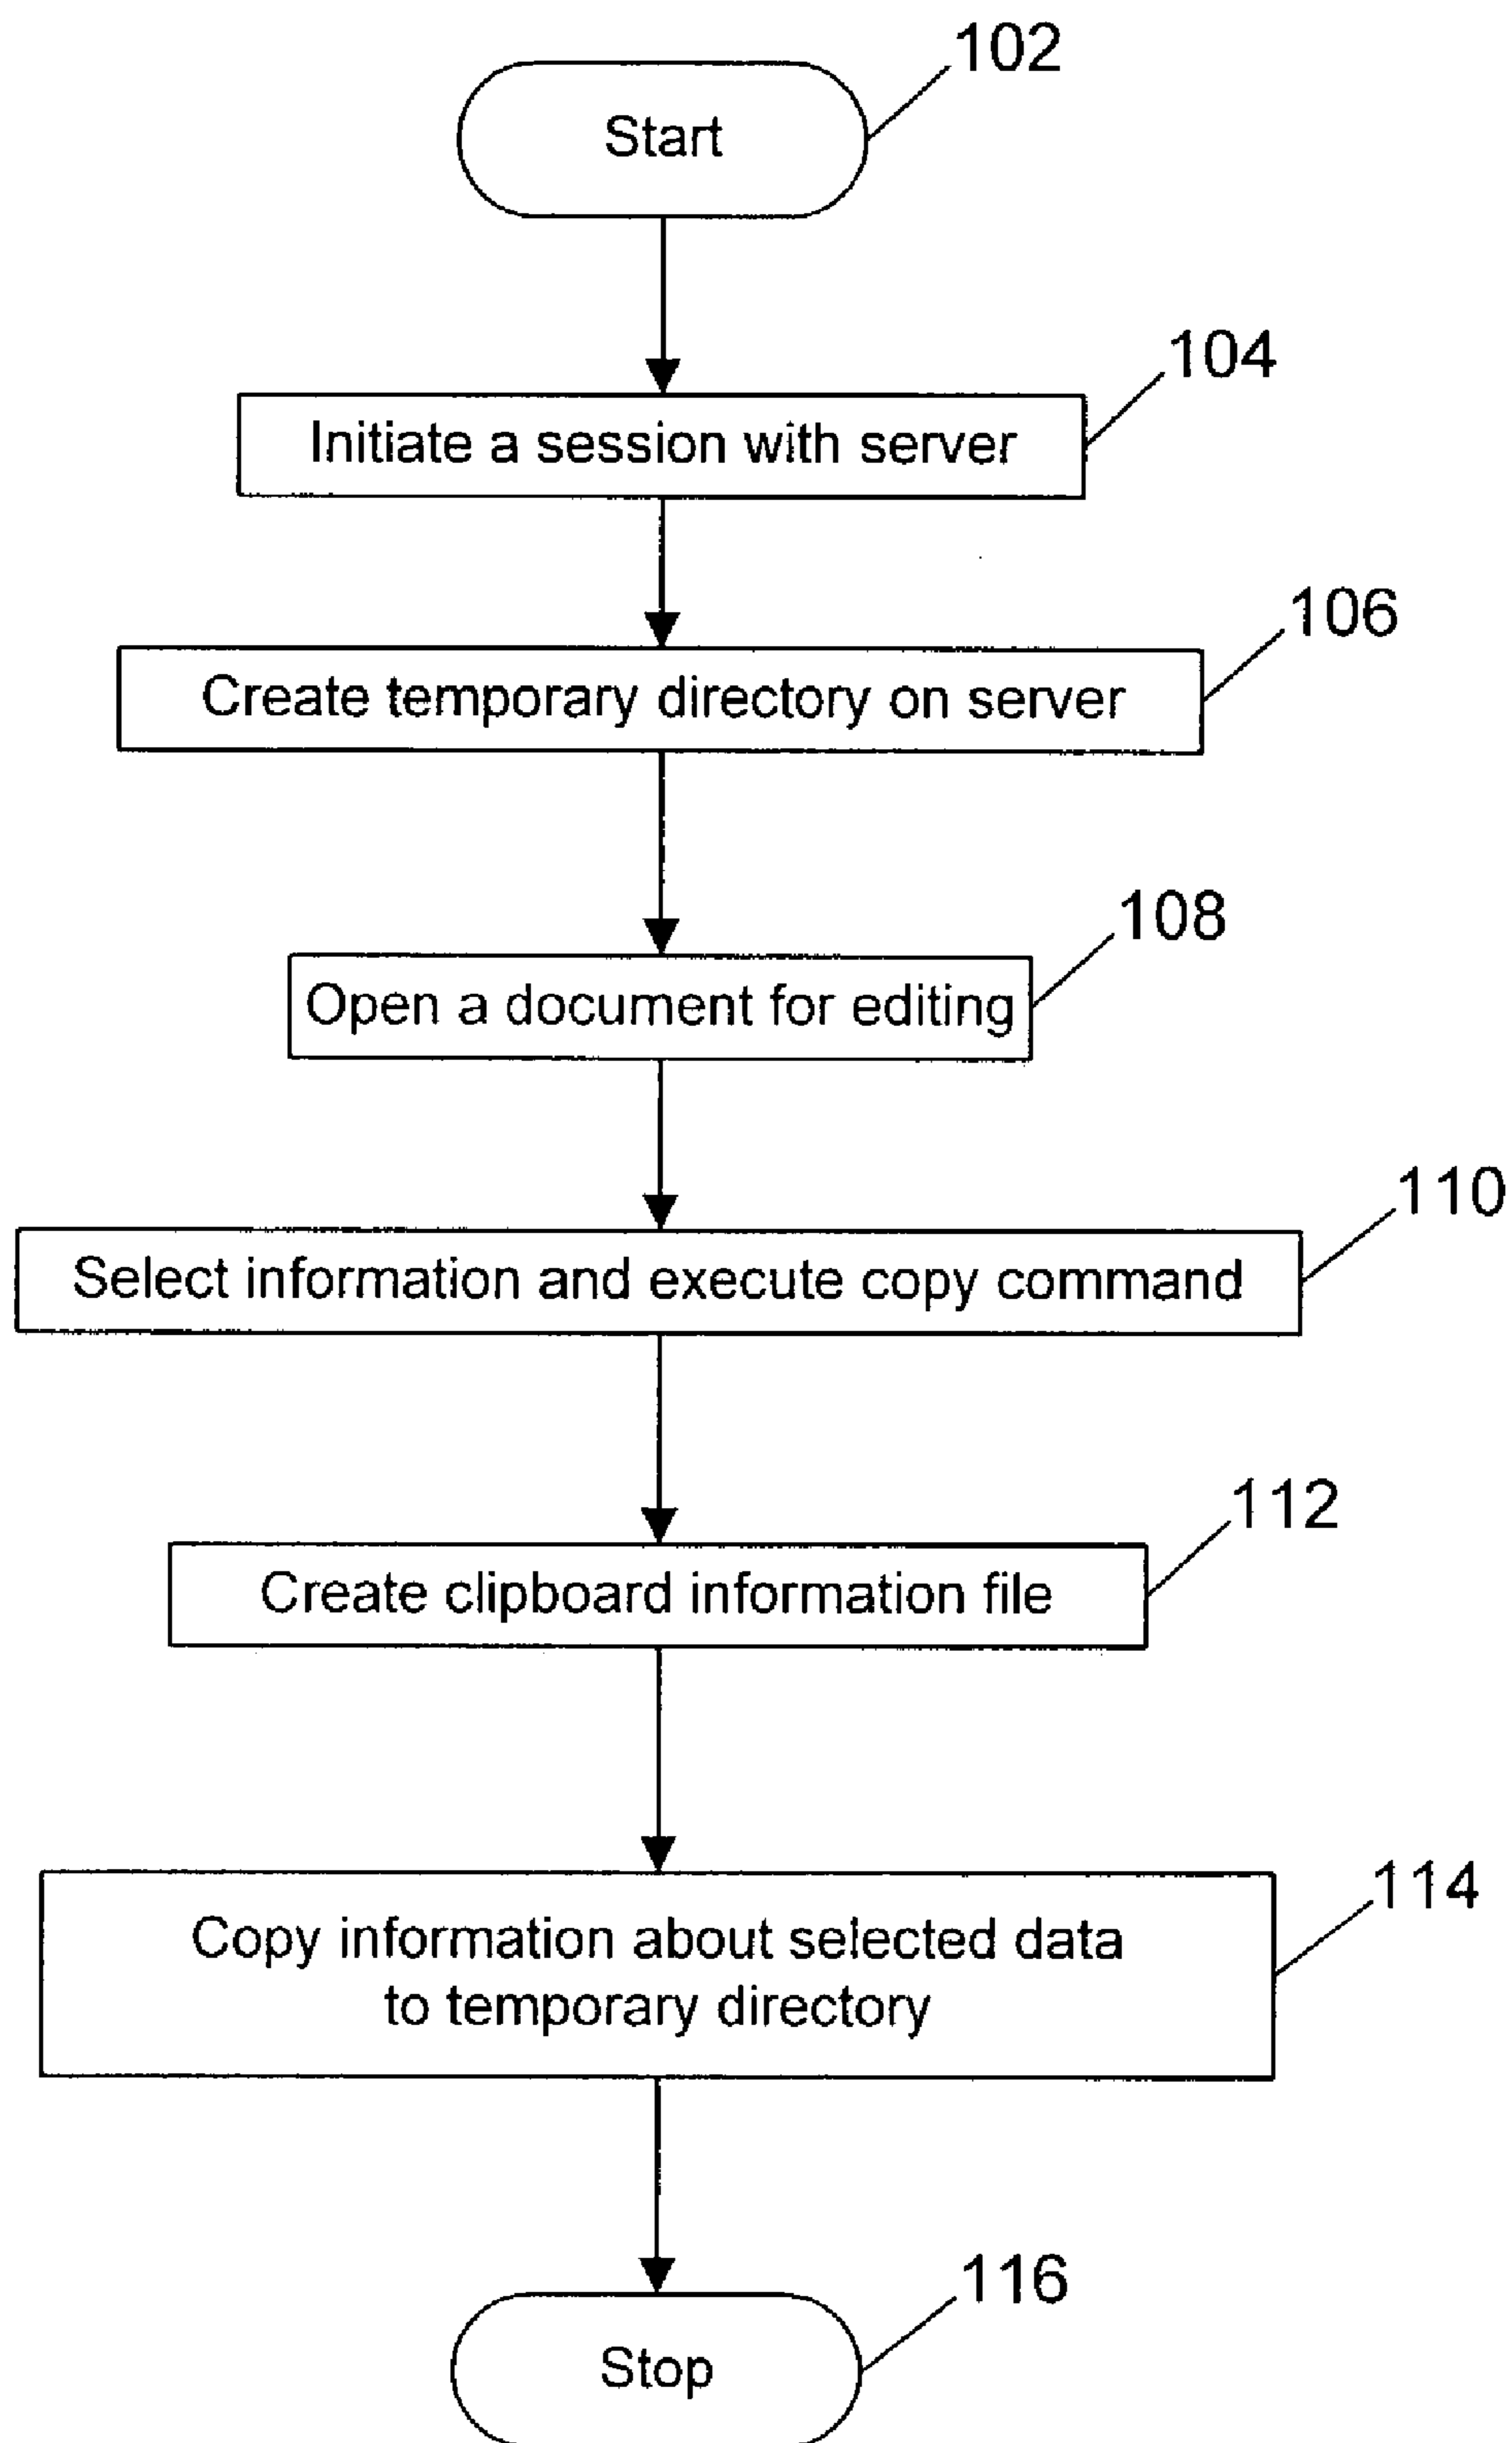 102
Start
104
Initiate a session with server
106
Create temporary directory on server
108
Open a document for editing
110
Select information and execute copy command
112
Create clipboard information file
114
Copy information about selected data
to temporary directory
116
Stop